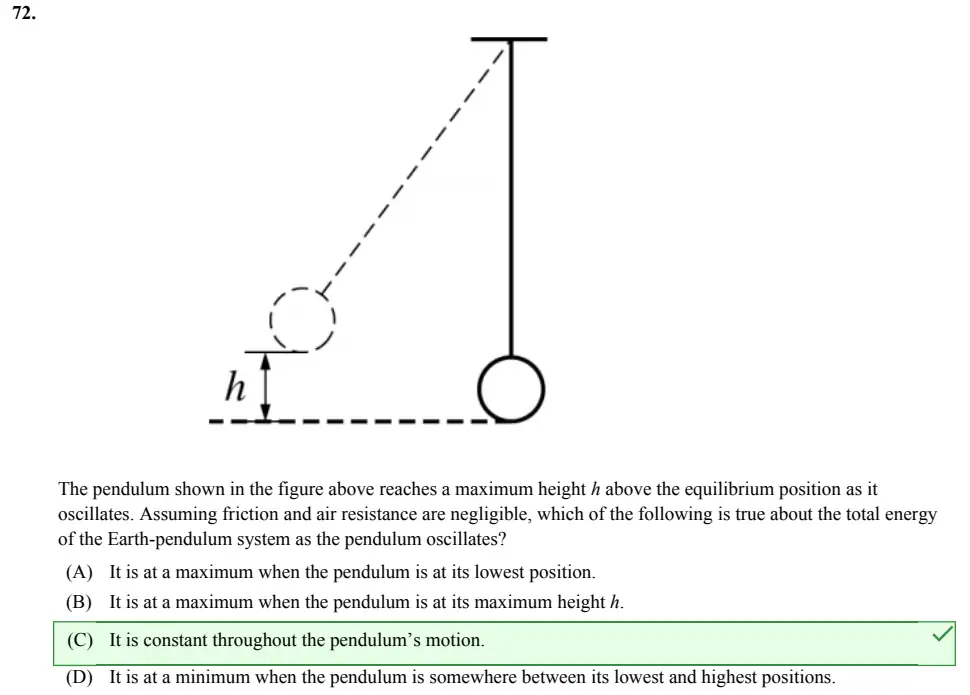 72.
h
The pendulum shown in the figure above reaches a maximum height h above the equilibrium position as it
oscillates. Assuming friction and air resistance are negligible, which of the following is true about the total energy
of the Earth-pendulum system as the pendulum oscillates?
(A) It is at a maximum when the pendulum is at its lowest position.
(B) It is at a maximum when the pendulum is at its maximum height h.
(C) It is constant throughout the pendulum’s motion.
(D) It is at a minimum when the pendulum is somewhere between its lowest and highest positions.